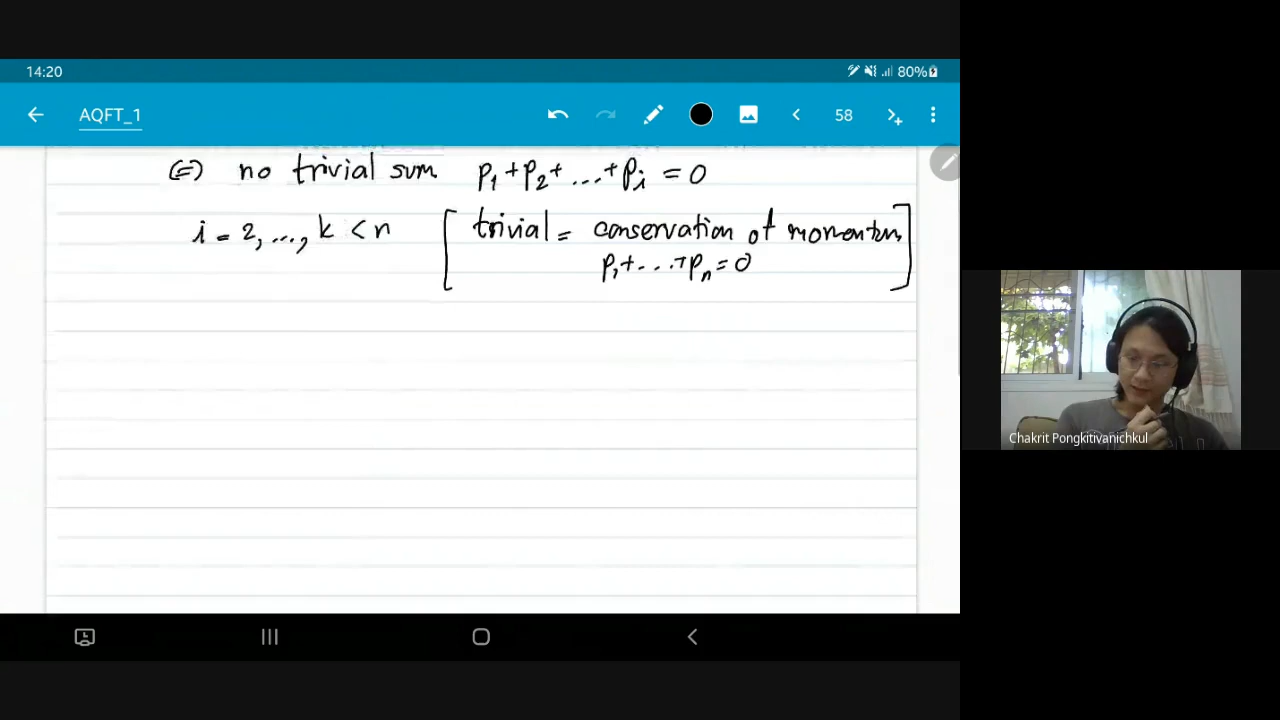 14:20
80%
AQFT_1
58
(=) no trivial sum p₁+p₂+...+pᵢ = 0
i = 2, ..., k < n [ trivial = conservation of momentum
p₁+...+pₙ = 0 ]
Chakrit Pongkitivanichkul